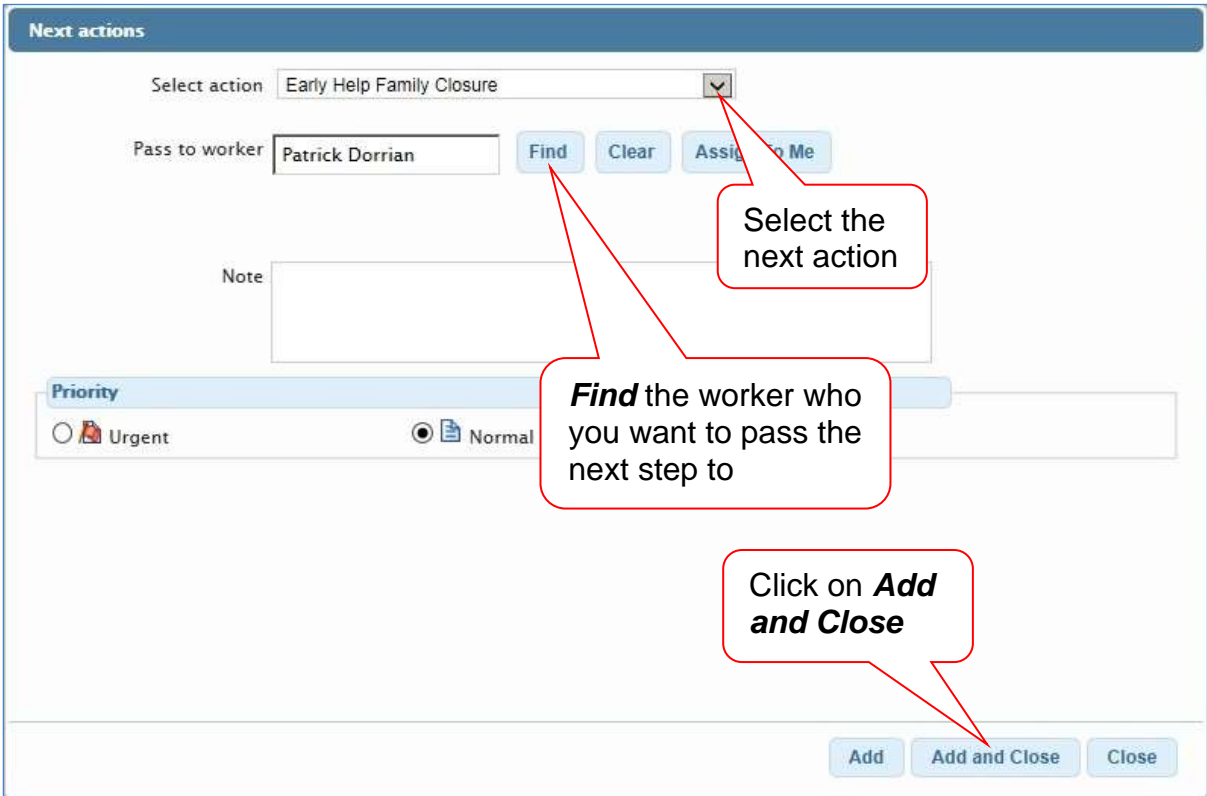 Next actions
Select action Early Help Family Closure
Pass to worker Patrick Dorrian Find Clear Assign To Me
Select the
next action
Note
Priority
Urgent Normal
Find the worker who
you want to pass the
next step to
Click on Add
and Close
Add Add and Close Close